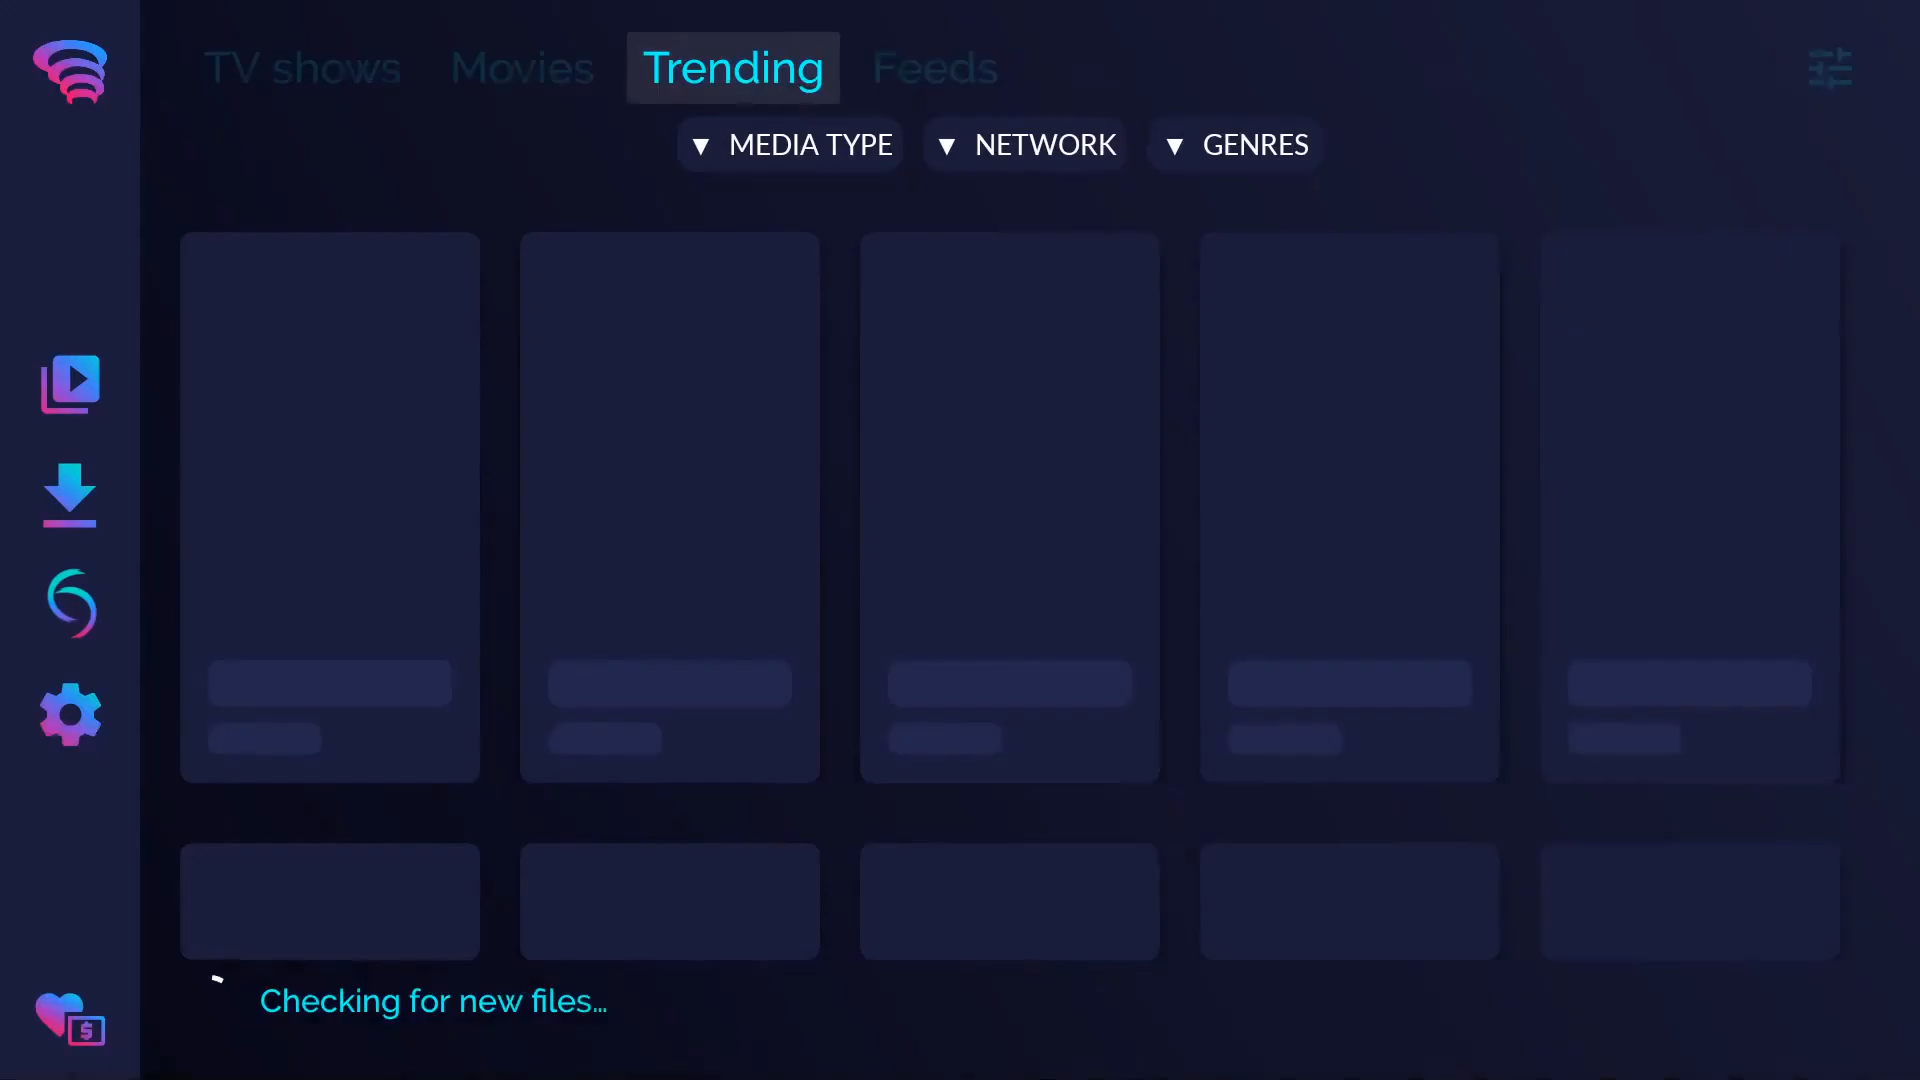 TV shows Movies Trending Feeds
▼ MEDIA TYPE ▼ NETWORK ▼ GENRES
Checking for new files...